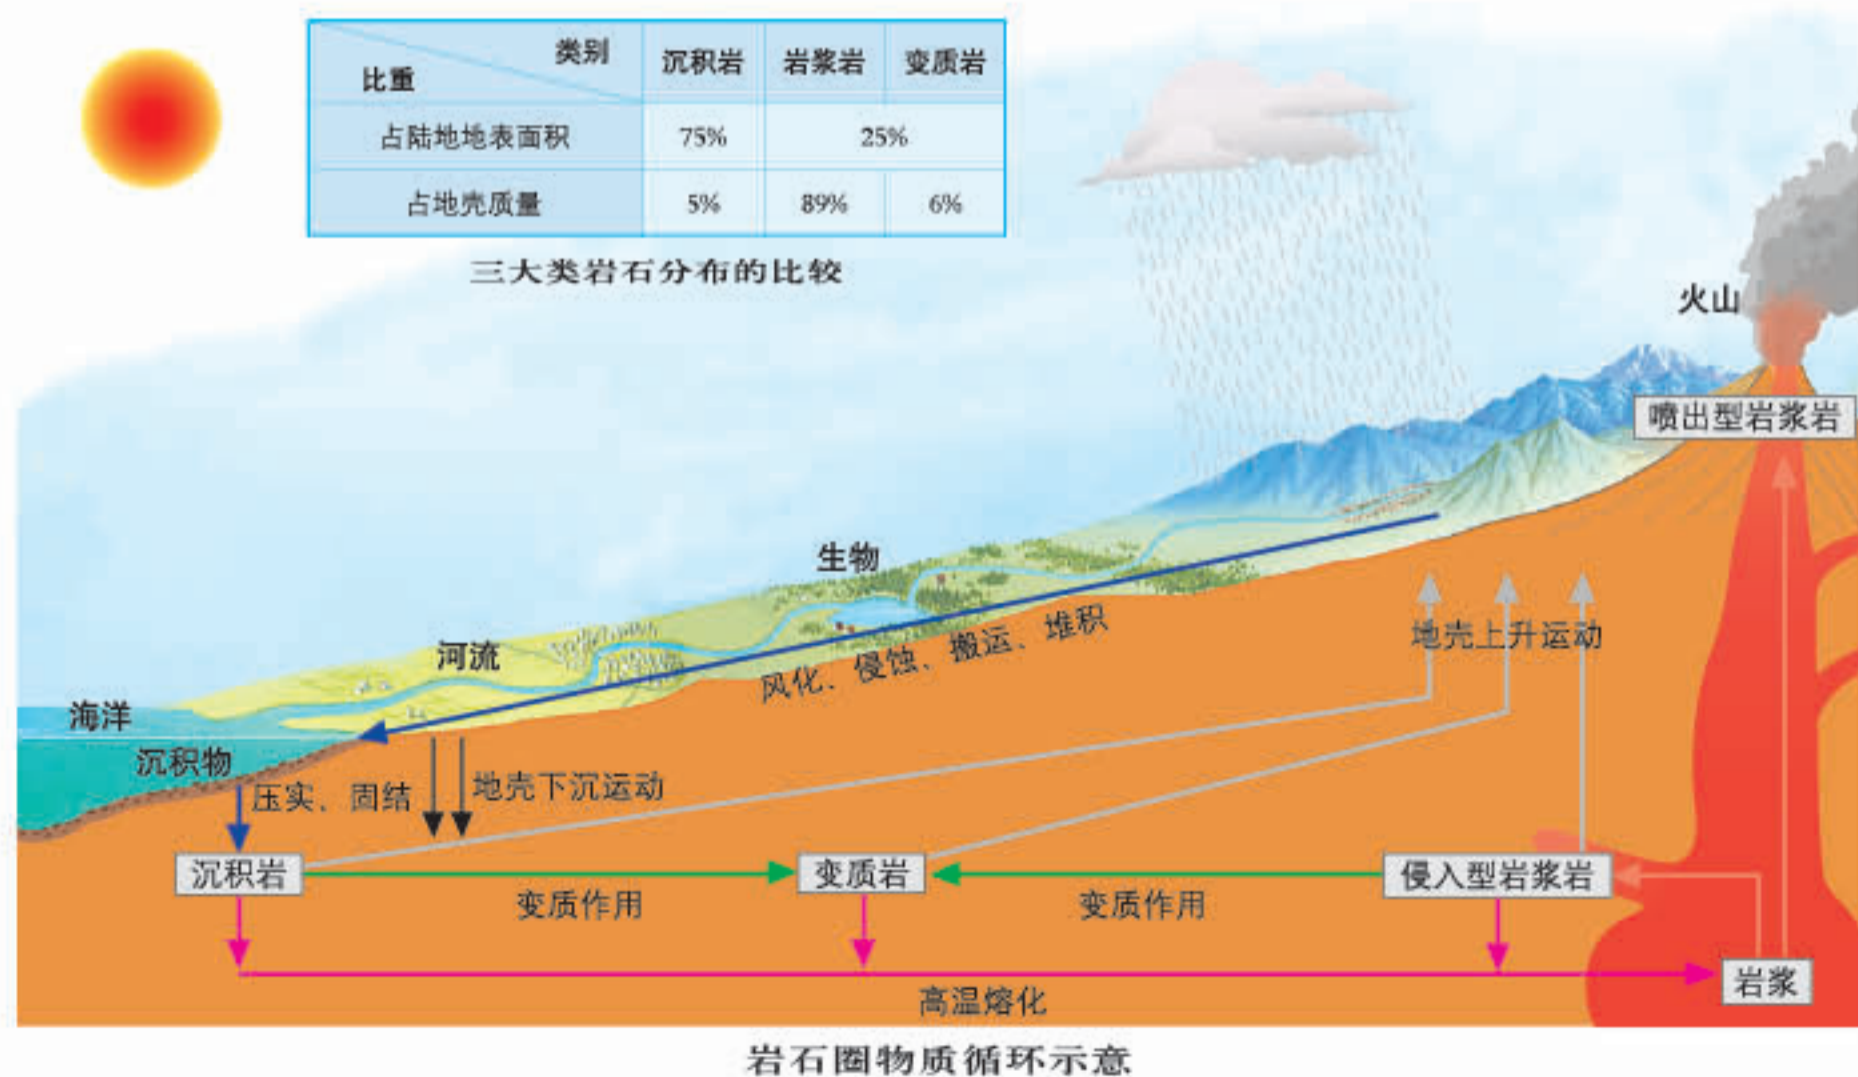 类别
比重
沉积岩 岩浆岩 变质岩
占陆地地表面积 75% 25%
占地壳质量 5% 89% 6%
三大类岩石分布的比较
火山
喷出型岩浆岩
生物
河流
风化、侵蚀、搬运、堆积
地壳上升运动
海洋
沉积物
压实、固结
地壳下沉运动
沉积岩
变质岩
侵入型岩浆岩
变质作用
变质作用
岩浆
高温熔化
岩石圈物质循环示意